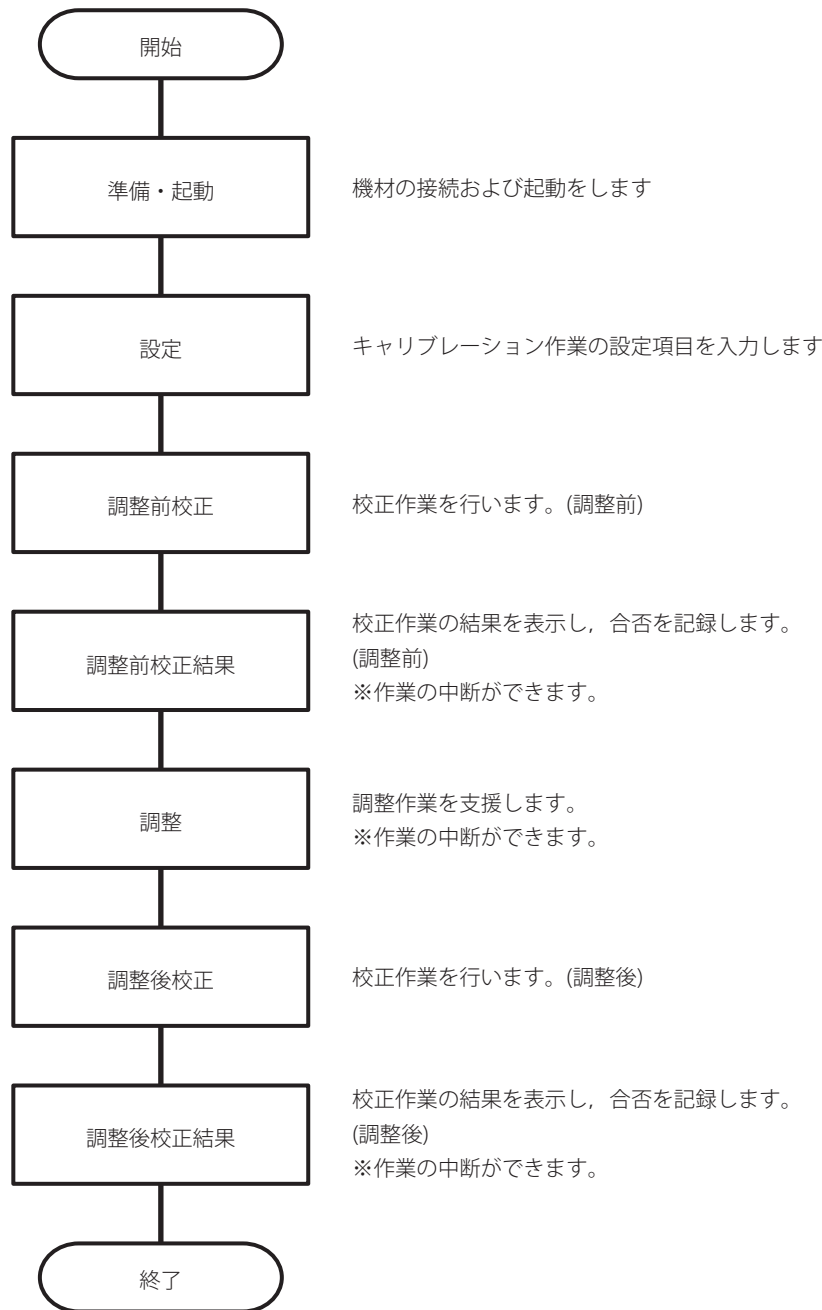 開始
準備・起動
機材の接続および起動をします
設定
キャリブレーション作業の設定項目を入力します
調整前校正
校正作業を行います。(調整前)
調整前校正結果
校正作業の結果を表示し，合否を記録します。
(調整前)
※作業の中断ができます。
調整
調整作業を支援します。
※作業の中断ができます。
調整後校正
校正作業を行います。(調整後)
調整後校正結果
校正作業の結果を表示し，合否を記録します。
(調整後)
※作業の中断ができます。
終了